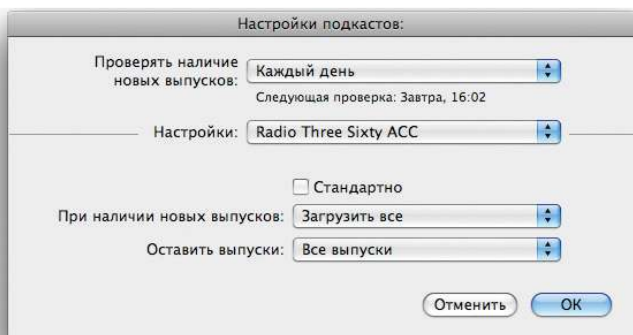 Настройки подкастов:
Проверять наличие
новых выпусков:
Каждый день
Следующая проверка: Завтра, 16:02
Настройки: Radio Three Sixty ACC
Стандартно
При наличии новых выпусков: Загрузить все
Оставить выпуски: Все выпуски
Отменить OK